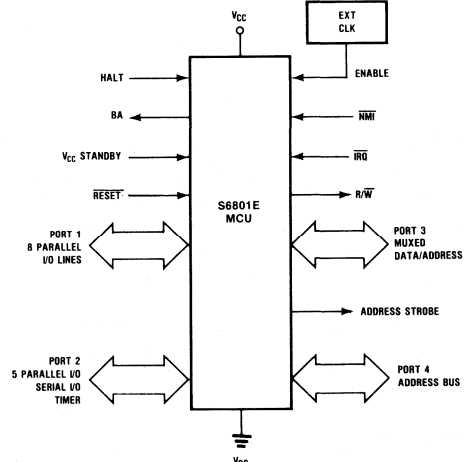 VCC
EXT
CLK
HALT
ENABLE
BA
NMI
VCC STANDBY
IRQ
RESET
R/W
S6801E
MCU
PORT 1
8 PARALLEL
I/O LINES
PORT 3
MUXED
DATA/ADDRESS
ADDRESS STROBE
PORT 2
5 PARALLEL I/O
SERIAL I/O
TIMER
PORT 4
ADDRESS BUS